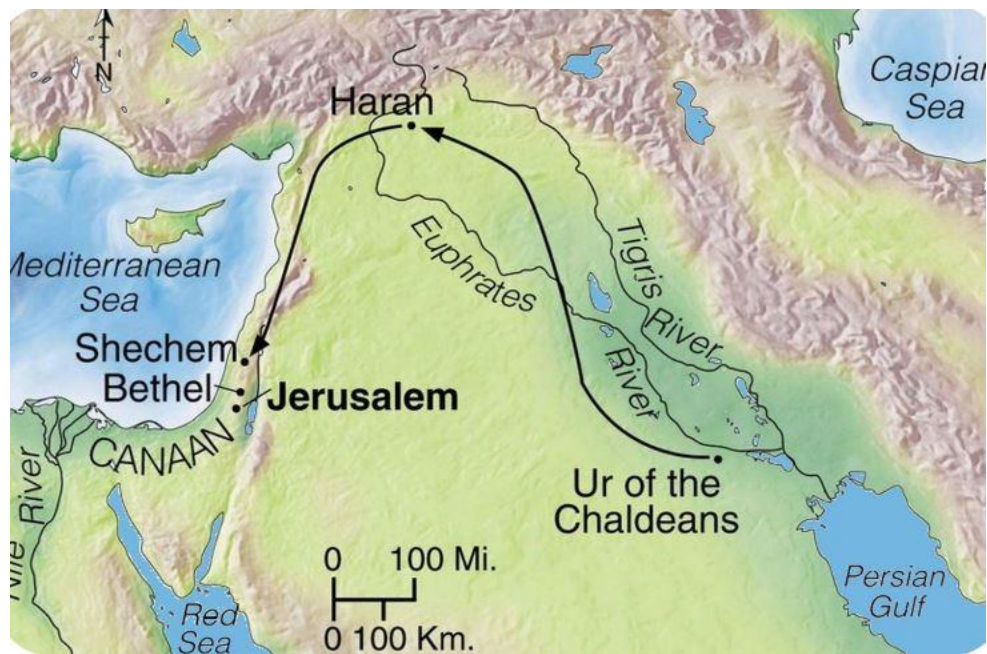 N
Caspian
Sea
Haran
Mediterranean
Sea
Euphrates
River
Tigris
River
Shechem
Bethel
Jerusalem
CANAAN
Nile River
Ur of the
Chaldeans
0 100 Mi.
0 100 Km.
Red
Sea
Persian
Gulf